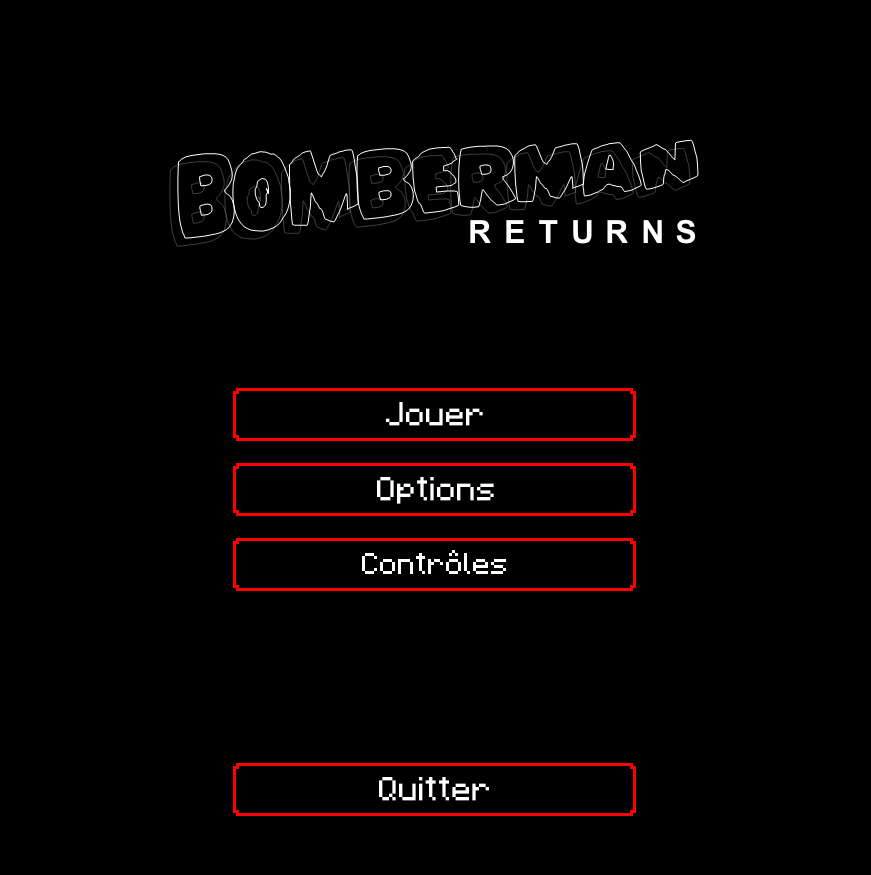 BOMBERMAN
RETURNS
Jouer
Options
Contrôles
Quitter